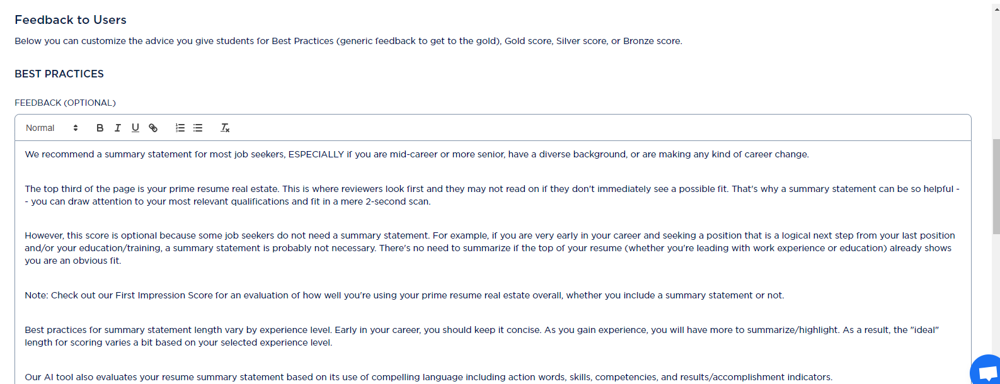 Feedback to Users
Below you can customize the advice you give students for Best Practices (generic feedback to get to the gold), Gold score, Silver score, or Bronze score.
BEST PRACTICES
FEEDBACK (OPTIONAL)
Normal B I U Tx
We recommend a summary statement for most job seekers, ESPECIALLY if you are mid-career or more senior, have a diverse background, or are making any kind of career change.
The top third of the page is your prime resume real estate. This is where reviewers look first and they may not read on if they don't immediately see a possible fit. That's why a summary statement can be so helpful -
- you can draw attention to your most relevant qualifications and fit in a mere 2-second scan.
However, this score is optional because some job seekers do not need a summary statement. For example, if you are very early in your career and seeking a position that is a logical next step from your last position
and/or your education/training, a summary statement is probably not necessary. There's no need to summarize if the top of your resume (whether you're leading with work experience or education) already shows
you are an obvious fit.
Note: Check out our First Impression Score for an evaluation of how well you're using your prime resume real estate overall, whether you include a summary statement or not.
Best practices for summary statement length vary by experience level. Early in your career, you should keep it concise. As you gain experience, you will have more to summarize/highlight. As a result, the "ideal"
length for scoring varies a bit based on your selected experience level.
Our AI tool also evaluates your resume summary statement based on its use of compelling language including action words, skills, competencies, and results/accomplishment indicators.